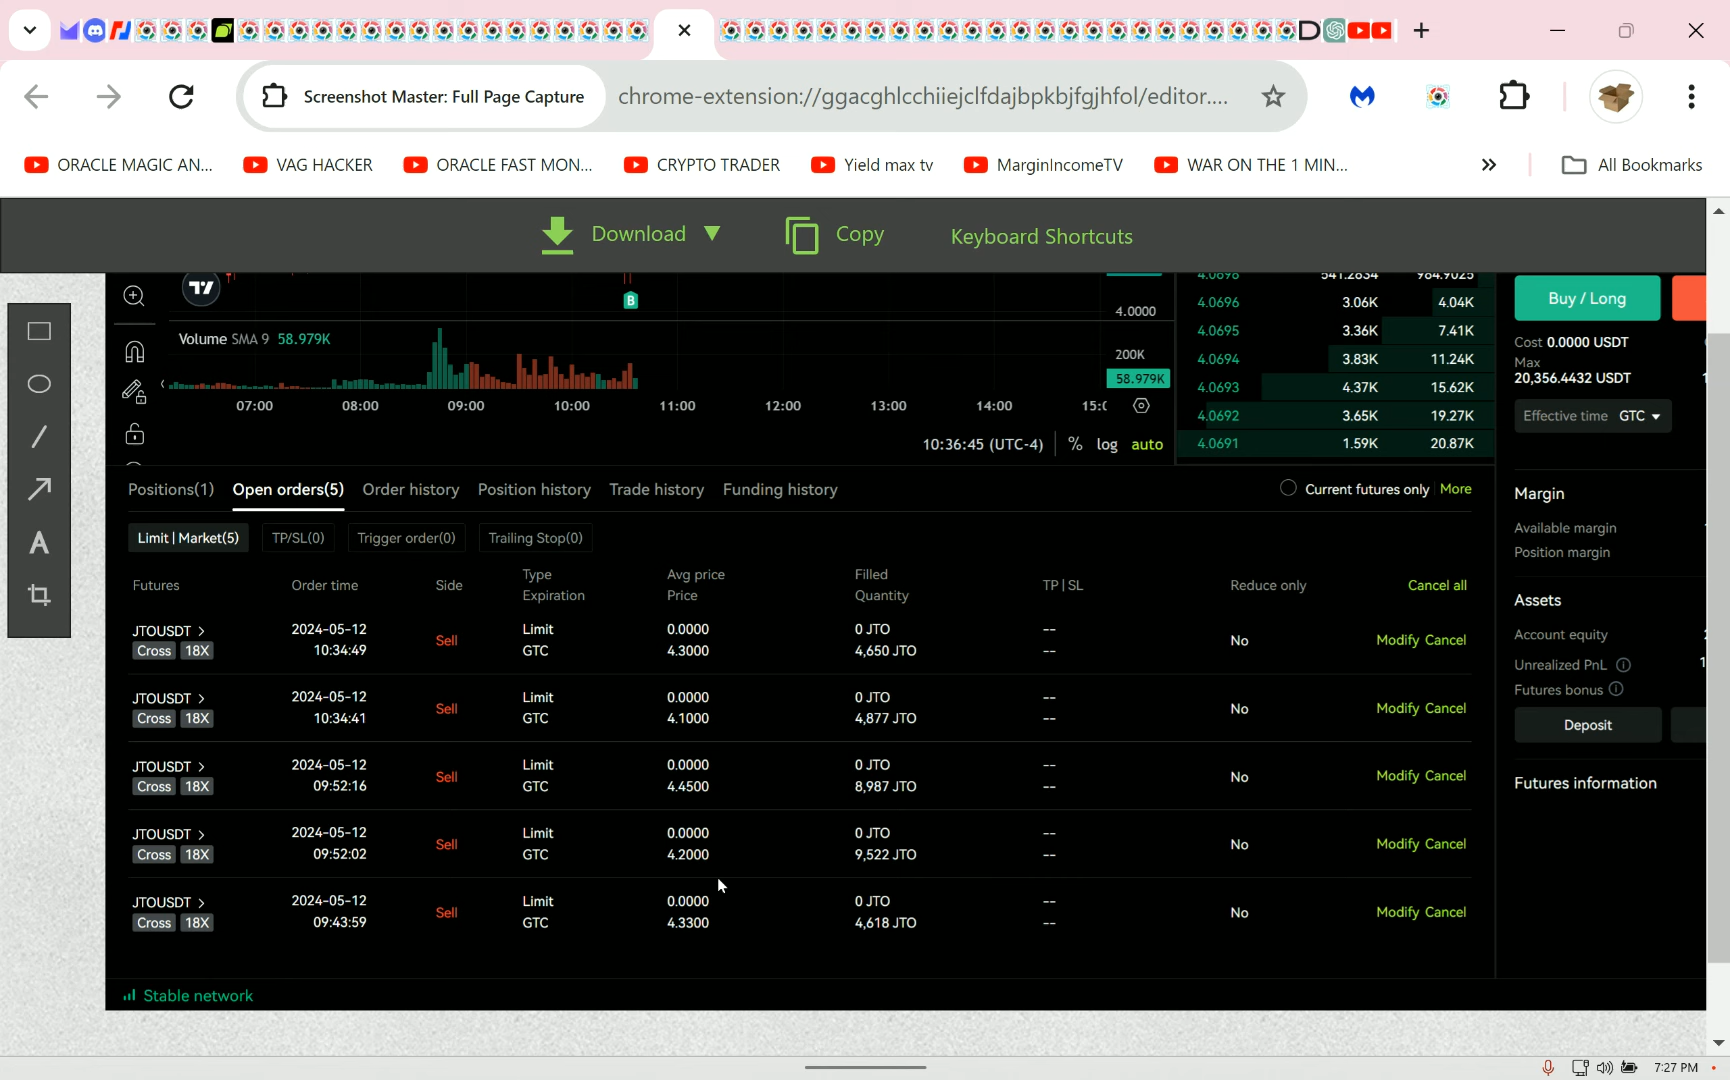 Screenshot Master: Full Page Capture
chrome-extension://ggacghlcchiiejclfdajbpkbjfgjhfol/editor....
ORACLE MAGIC AN...
VAG HACKER
ORACLE FAST MON...
CRYPTO TRADER
Yield max tv
MarginIncomeTV
WAR ON THE 1 MIN...
All Bookmarks
Download
Copy
Keyboard Shortcuts
Volume SMA 9 58.979K
B
4.0000
200K
58.979K
07:00 08:00 09:00 10:00 11:00 12:00 13:00 14:00
10:36:45 (UTC-4) % log auto
4.0696 3.06K 4.04K
4.0695 3.36K 7.41K
4.0694 3.83K 11.24K
4.0693 4.37K 15.62K
4.0692 3.65K 19.27K
4.0691 1.59K 20.87K
Buy / Long
Cost 0.0000 USDT
Max
20,356.4432 USDT
Effective time GTC
Positions(1) Open orders(5) Order history Position history Trade history Funding history
Current futures only More
Limit | Market(5) TP/SL(0) Trigger order(0) Trailing Stop(0)
Futures Order time Side Type Expiration Avg price Price Filled Quantity TP | SL Reduce only Cancel all
JTOUSDT > 2024-05-12 Sell Limit 0.0000 0 JTO -- No Modify Cancel
Cross 18X 10:34:49 GTC 4.3000 4,650 JTO --
JTOUSDT > 2024-05-12 Sell Limit 0.0000 0 JTO -- No Modify Cancel
Cross 18X 10:34:41 GTC 4.1000 4,877 JTO --
JTOUSDT > 2024-05-12 Sell Limit 0.0000 0 JTO -- No Modify Cancel
Cross 18X 09:52:16 GTC 4.4500 8,987 JTO --
JTOUSDT > 2024-05-12 Sell Limit 0.0000 0 JTO -- No Modify Cancel
Cross 18X 09:52:02 GTC 4.2000 9,522 JTO --
JTOUSDT > 2024-05-12 Sell Limit 0.0000 0 JTO -- No Modify Cancel
Cross 18X 09:43:59 GTC 4.3300 4,618 JTO --
Margin
Available margin
Position margin
Assets
Account equity
Unrealized PnL
Futures bonus
Deposit
Futures information
Stable network
7:27 PM